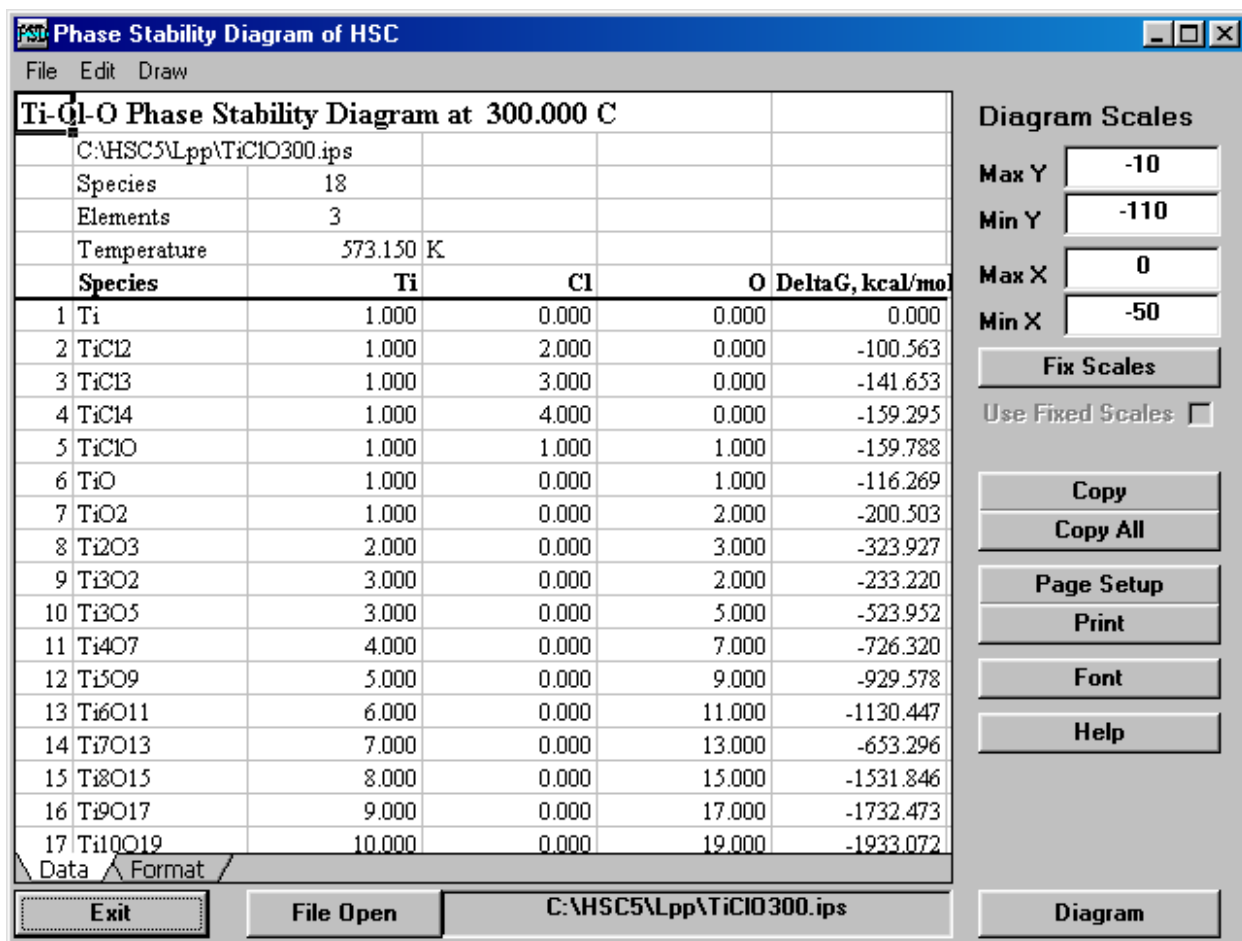 PSD Phase Stability Diagram of HSC
File Edit Draw
Ti-Cl-O Phase Stability Diagram at 300.000 C
C:\HSC5\Lpp\TiClO300.ips
Species 18
Elements 3
Temperature 573.150 K
Species Ti Cl O DeltaG, kcal/mol
1 Ti 1.000 0.000 0.000 0.000
2 TiCl2 1.000 2.000 0.000 -100.563
3 TiCl3 1.000 3.000 0.000 -141.653
4 TiCl4 1.000 4.000 0.000 -159.295
5 TiClO 1.000 1.000 1.000 -159.788
6 TiO 1.000 0.000 1.000 -116.269
7 TiO2 1.000 0.000 2.000 -200.503
8 Ti2O3 2.000 0.000 3.000 -323.927
9 Ti3O2 3.000 0.000 2.000 -233.220
10 Ti3O5 3.000 0.000 5.000 -523.952
11 Ti4O7 4.000 0.000 7.000 -726.320
12 Ti5O9 5.000 0.000 9.000 -929.578
13 Ti6O11 6.000 0.000 11.000 -1130.447
14 Ti7O13 7.000 0.000 13.000 -653.296
15 Ti8O15 8.000 0.000 15.000 -1531.846
16 Ti9O17 9.000 0.000 17.000 -1732.473
17 Ti10O19 10.000 0.000 19.000 -1933.072
Data Format
Diagram Scales
Max Y -10
Min Y -110
Max X 0
Min X -50
Fix Scales
Use Fixed Scales
Copy
Copy All
Page Setup
Print
Font
Help
Exit File Open C:\HSC5\Lpp\TiClO300.ips Diagram